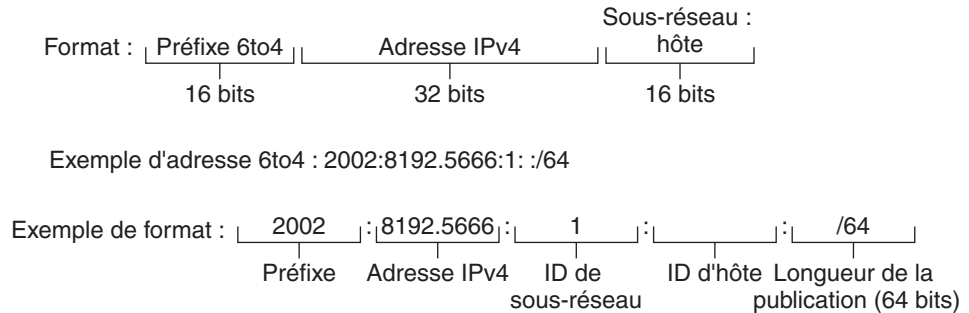 Sous-réseau :
Format : Préfixe 6to4 Adresse IPv4 hôte
16 bits 32 bits 16 bits
Exemple d'adresse 6to4 : 2002:8192.5666:1: :/64
Exemple de format : 2002 : 8192.5666 : 1 : : /64
Préfixe Adresse IPv4 ID de ID d'hôte Longueur de la
sous-réseau publication (64 bits)